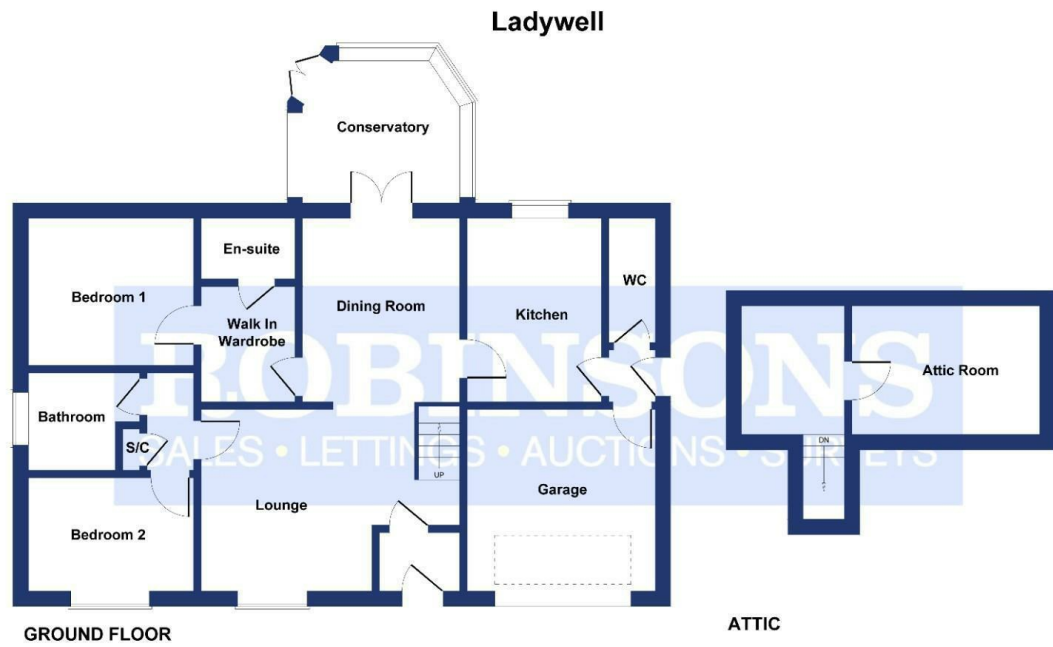 Ladywell
Conservatory
En-suite
Bedroom 1
Walk In
Wardrobe
Dining Room
Kitchen
WC
ROBINSONS
SALES • LETTINGS • AUCTIONS • SURVEYS
Bathroom
S/C
UP
Lounge
Garage
Bedroom 2
Attic Room
DN
GROUND FLOOR
ATTIC